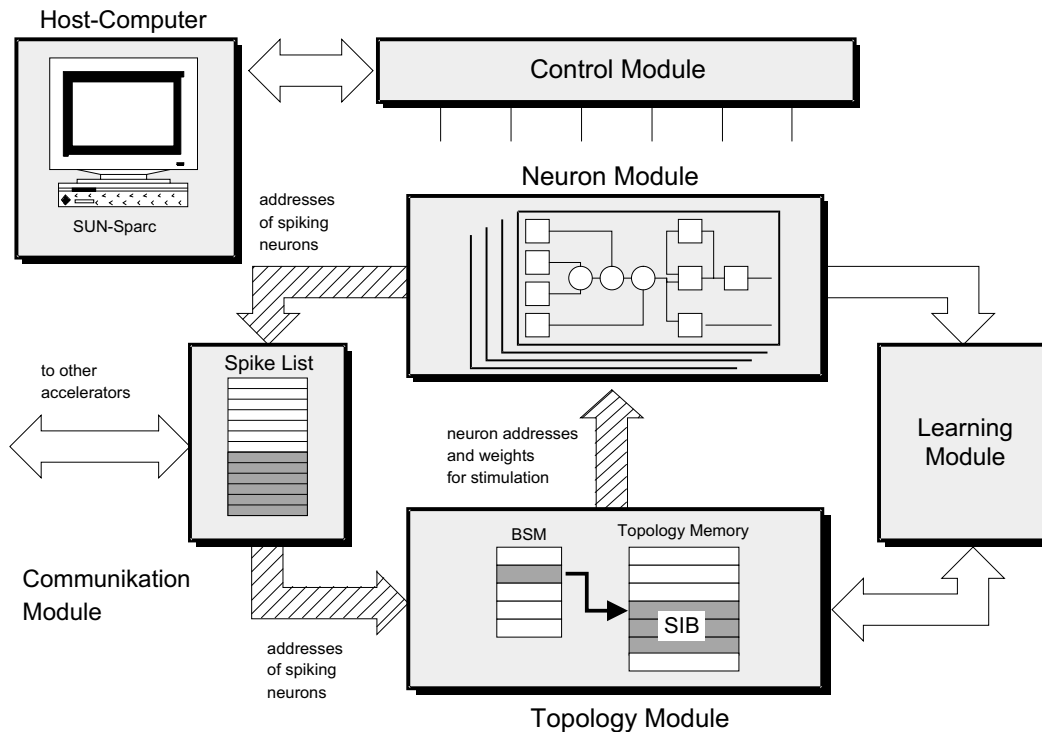 Host-Computer
SUN-Sparc
Control Module
Neuron Module
addresses
of spiking
neurons
Spike List
to other
accelerators
neuron addresses
and weights
for stimulation
Learning
Module
BSM
Topology Memory
SIB
Communikation
Module
addresses
of spiking
neurons
Topology Module